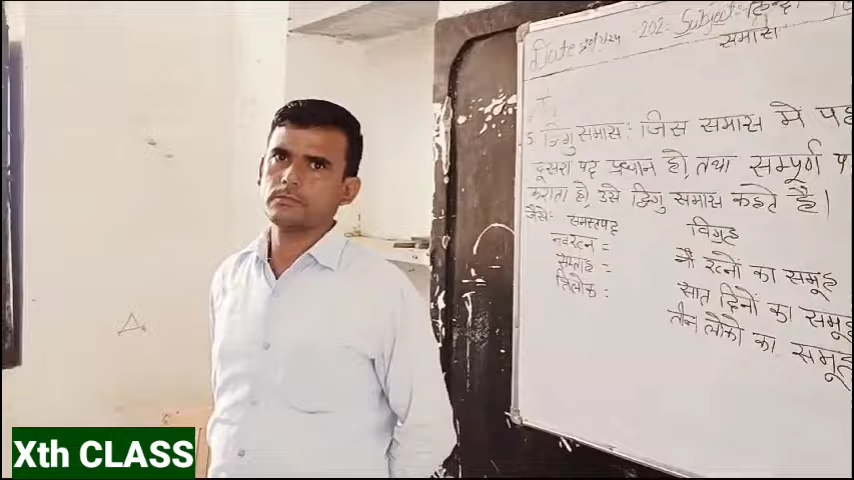 Date 202 Subject:- हिन्दी
समास
5 द्विगु समास : जिस समास में पह
दूसरा पद प्रधान हो, तथा सम्पूर्ण प
कराता हो, उसे द्विगु समास कहते है।
जैसे: समस्तपद विग्रह
नवरत्न = नौ रत्नों का समूह
सप्ताह = सात दिनों का समूह
त्रिलोक : तीन लोको का समूह
Xth CLASS